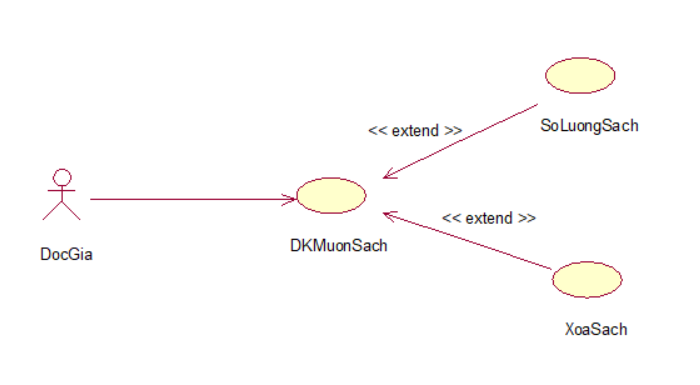 SoLuongSach
<< extend >>
<< extend >>
DKMuonSach
DocGia
XoaSach